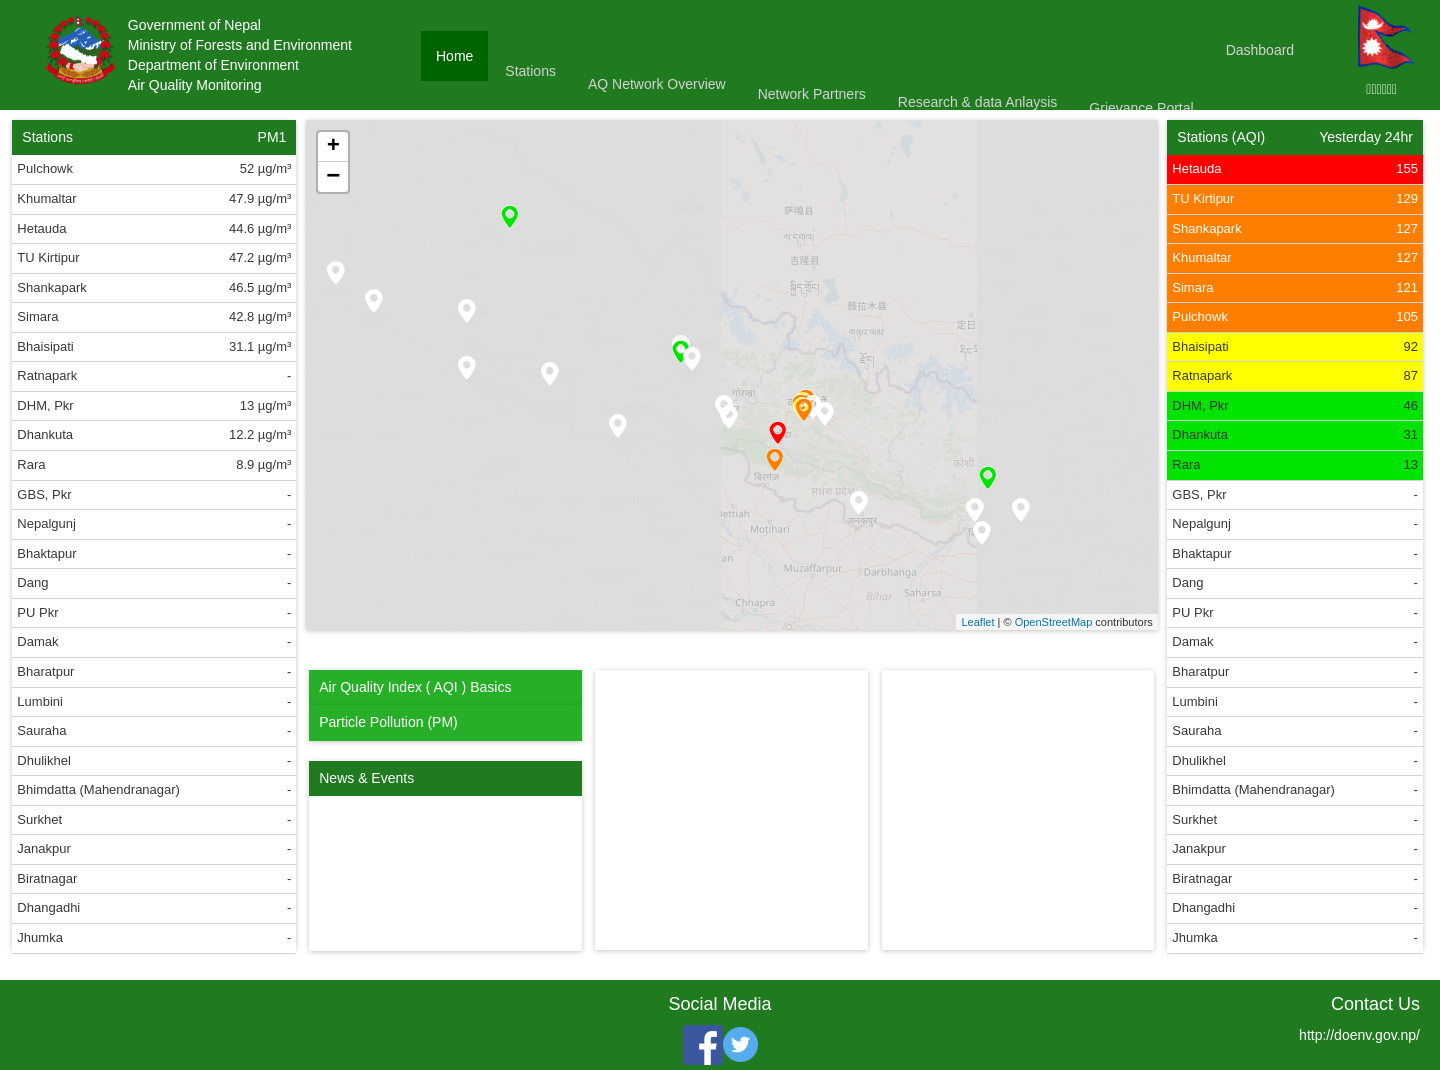 Government of Nepal
Ministry of Forests and Environment
Department of Environment
Air Quality Monitoring
Home
Stations
AQ Network Overview
Network Partners
Research & data Anlaysis
Grievance Portal
Dashboard
Stations PM1
Pulchowk 52 µg/m³
Khumaltar 47.9 µg/m³
Hetauda 44.6 µg/m³
TU Kirtipur 47.2 µg/m³
Shankapark 46.5 µg/m³
Simara 42.8 µg/m³
Bhaisipati 31.1 µg/m³
Ratnapark -
DHM, Pkr 13 µg/m³
Dhankuta 12.2 µg/m³
Rara 8.9 µg/m³
GBS, Pkr -
Nepalgunj -
Bhaktapur -
Dang -
PU Pkr -
Damak -
Bharatpur -
Lumbini -
Sauraha -
Dhulikhel -
Bhimdatta (Mahendranagar) -
Surkhet -
Janakpur -
Biratnagar -
Dhangadhi -
Jhumka -
+
−
萨嘎县
吉隆县
聂拉木县
गोरखा
बिरगंज
कोशी
मधेश प्रदेश
जनकपुर
Motihari
Muzaffarpur
Darbhanga
Bihar
Saharsa
Chhapra
Leaflet | © OpenStreetMap contributors
Air Quality Index ( AQI ) Basics
Particle Pollution (PM)
News & Events
Stations (AQI) Yesterday 24hr
Hetauda 155
TU Kirtipur 129
Shankapark 127
Khumaltar 127
Simara 121
Pulchowk 105
Bhaisipati 92
Ratnapark 87
DHM, Pkr 46
Dhankuta 31
Rara 13
GBS, Pkr -
Nepalgunj -
Bhaktapur -
Dang -
PU Pkr -
Damak -
Bharatpur -
Lumbini -
Sauraha -
Dhulikhel -
Bhimdatta (Mahendranagar) -
Surkhet -
Janakpur -
Biratnagar -
Dhangadhi -
Jhumka -
Social Media
Contact Us
http://doenv.gov.np/